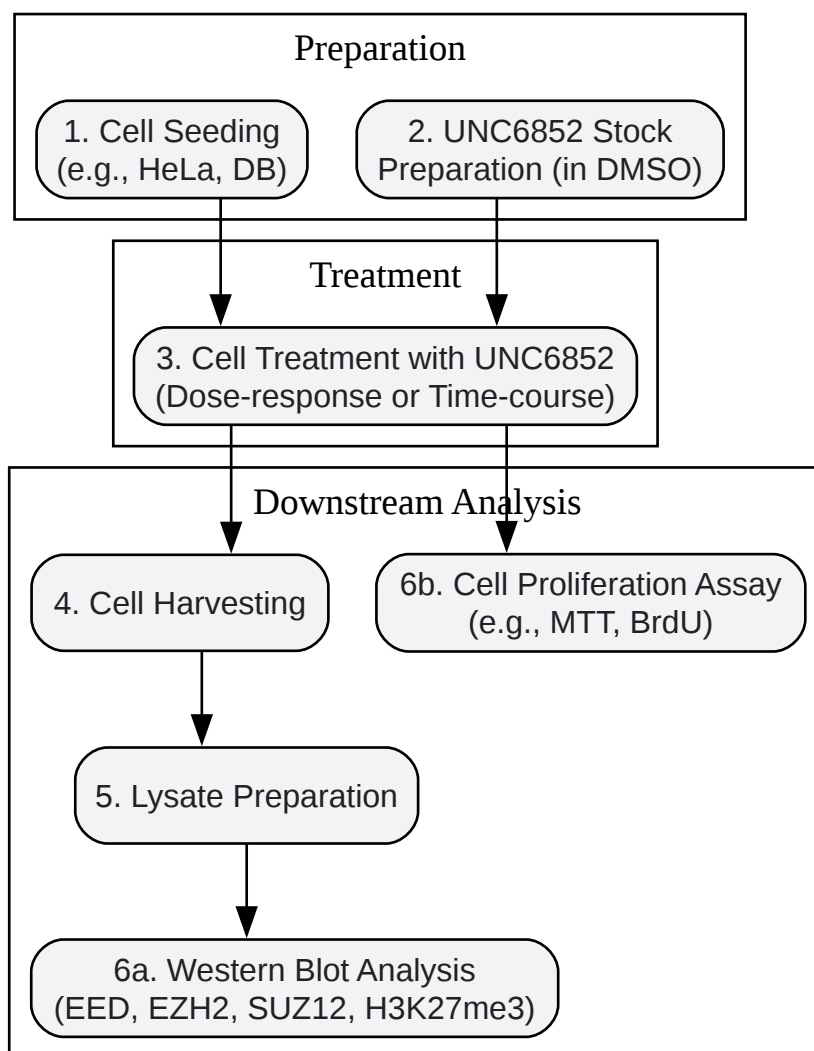 Preparation
1. Cell Seeding
(e.g., HeLa, DB)
2. UNC6852 Stock
Preparation (in DMSO)
Treatment
3. Cell Treatment with UNC6852
(Dose-response or Time-course)
Downstream Analysis
4. Cell Harvesting
6b. Cell Proliferation Assay
(e.g., MTT, BrdU)
5. Lysate Preparation
6a. Western Blot Analysis
(EED, EZH2, SUZ12, H3K27me3)